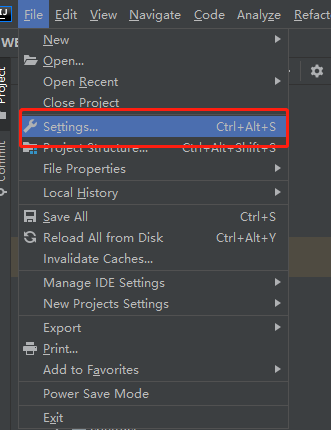 IJ File Edit View Navigate Code Analyze Refact
WE
Project
Commit
New
Open...
Open Recent
Close Project
Settings... Ctrl+Alt+S
Project Structure... Ctrl+Alt+Shift+S
File Properties
Local History
Save All Ctrl+S
Reload All from Disk Ctrl+Alt+Y
Invalidate Caches...
Manage IDE Settings
New Projects Settings
Export
Print...
Add to Favorites
Power Save Mode
Exit